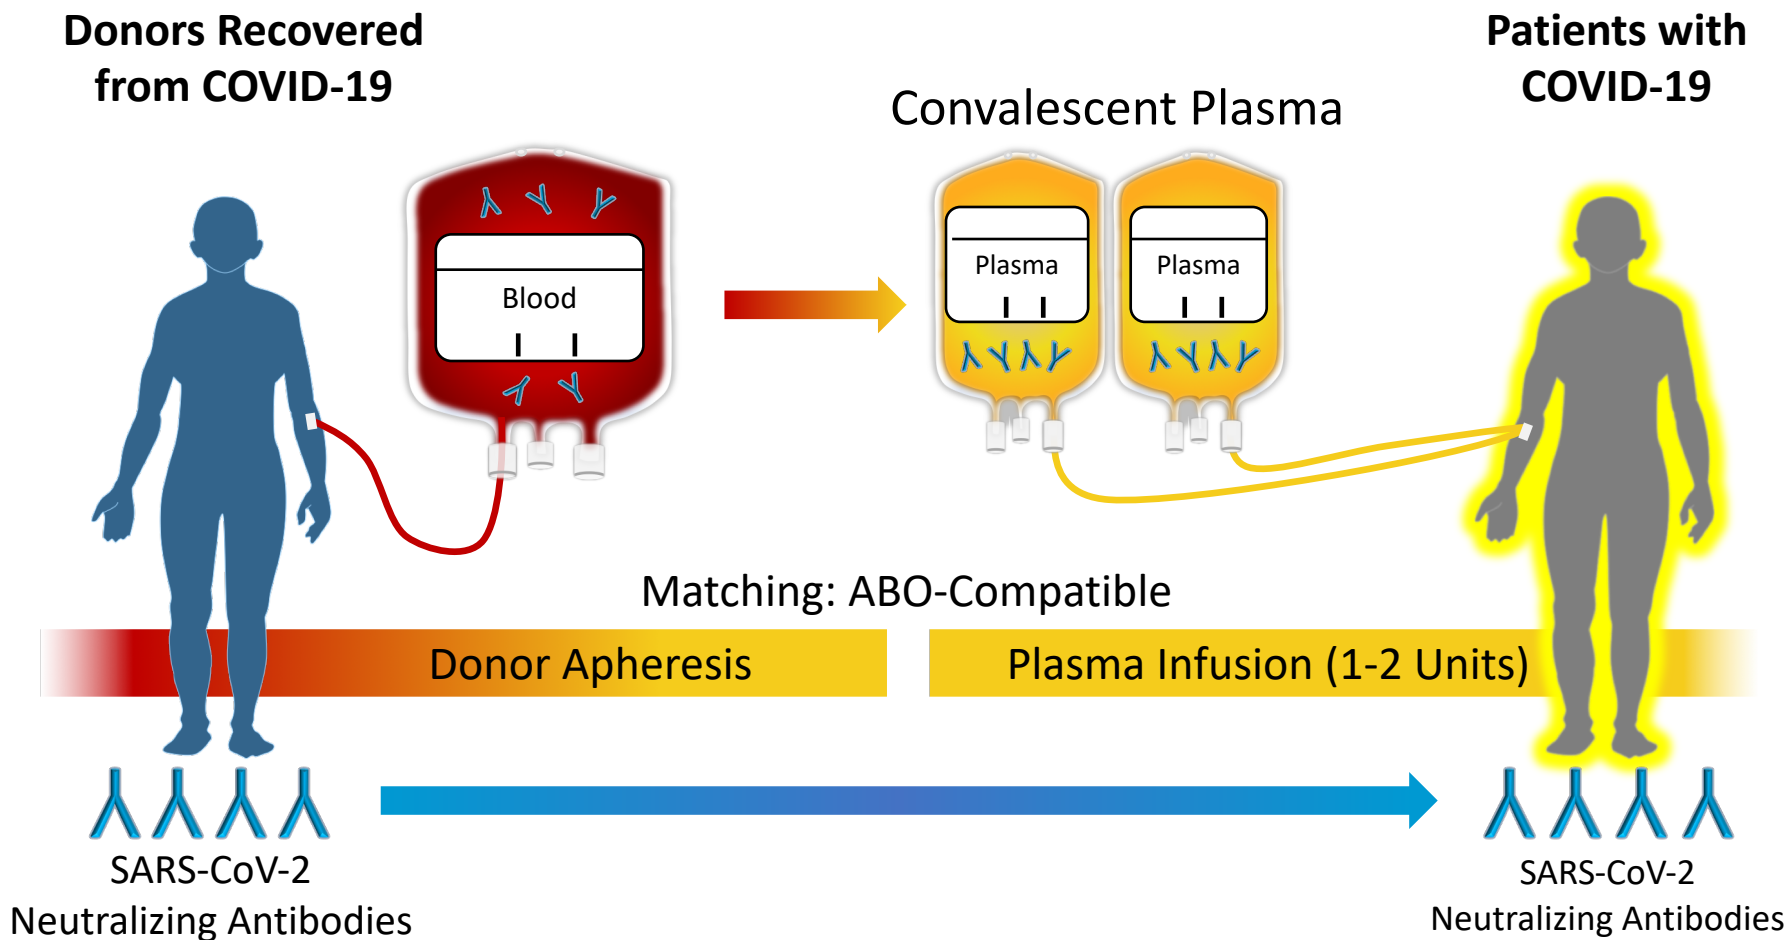 Donors Recovered
from COVID-19
Patients with
COVID-19
Convalescent Plasma
Blood
Plasma
Plasma
Matching: ABO-Compatible
Donor Apheresis
Plasma Infusion (1-2 Units)
SARS-CoV-2
Neutralizing Antibodies
SARS-CoV-2
Neutralizing Antibodies